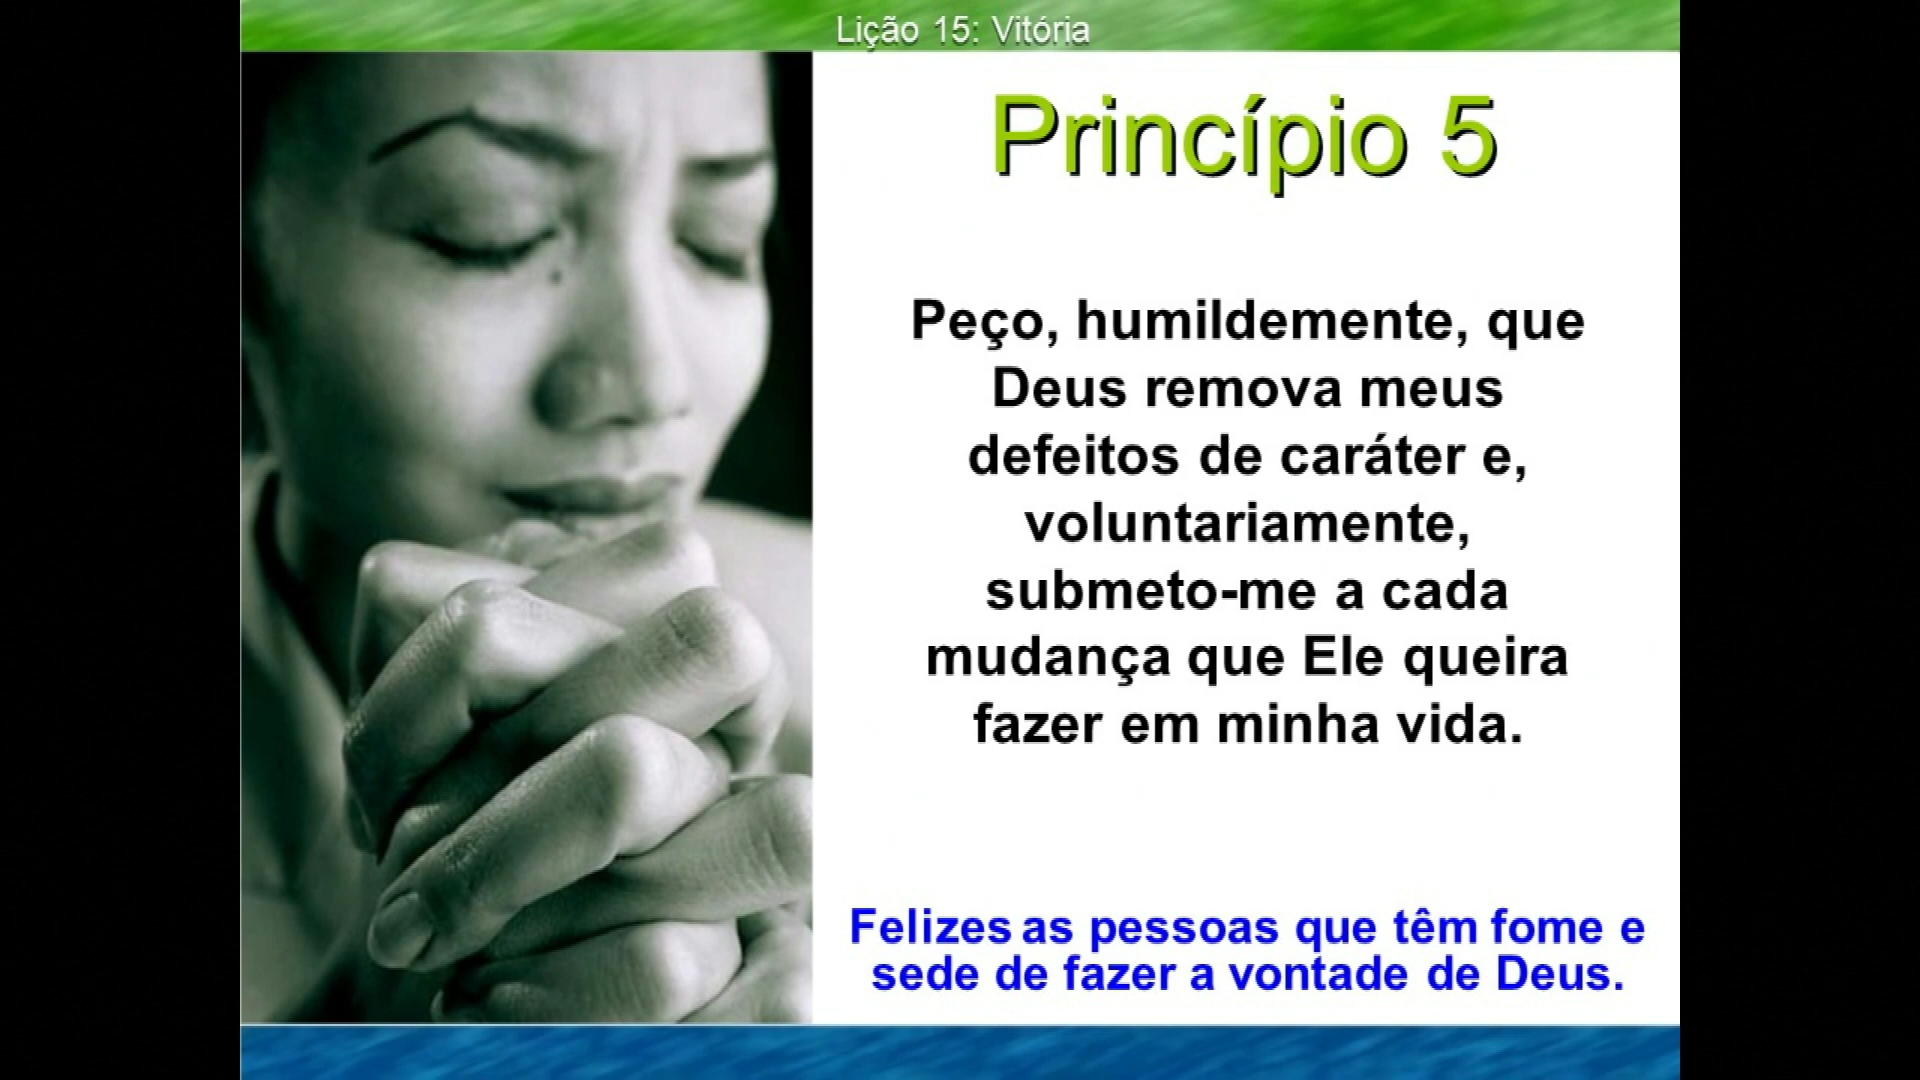 Lição 15: Vitória
Princípio 5
Peço, humildemente, que
Deus remova meus
defeitos de caráter e,
voluntariamente,
submeto-me a cada
mudança que Ele queira
fazer em minha vida.
Felizes as pessoas que têm fome e
sede de fazer a vontade de Deus.